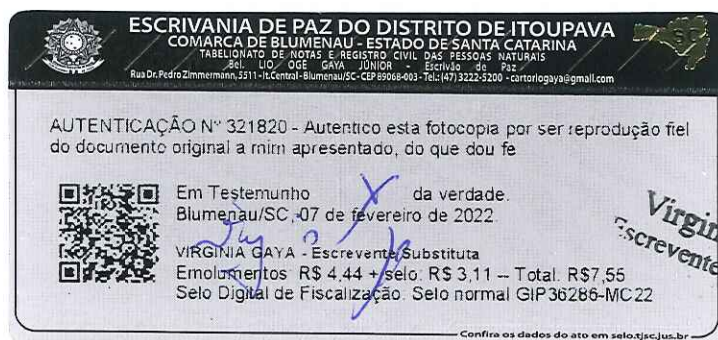 ESCRIVANIA DE PAZ DO DISTRITO DE ITOUPAVA
COMARCA DE BLUMENAU - ESTADO DE SANTA CATARINA
TABELIONATO DE NOTAS E REGISTRO CIVIL DAS PESSOAS NATURAIS
Bel. LIO OGE GAYA JÚNIOR - Escrivão de Paz
Rua Dr. Pedro Zimmermann, 5511 - It. Central - Blumenau/SC - CEP 89068-003 - Tel.: (47) 3222-5200 - cartoriogaya@gmail.com
SC
AUTENTICAÇÃO Nº 321820 - Autentico esta fotocopia por ser reprodução fiel
do documento original a mim apresentado, do que dou fe
Em Testemunho da verdade.
Blumenau/SC, 07 de fevereiro de 2022
VIRGINIA GAYA - Escrevente Substituta
Emolumentos: R$ 4,44 + selo: R$ 3,11 -- Total: R$7,55
Selo Digital de Fiscalização: Selo normal GIP36286-MC22
Virgin
Escrevente
Confira os dados do ato em selo.tjsc.jus.br